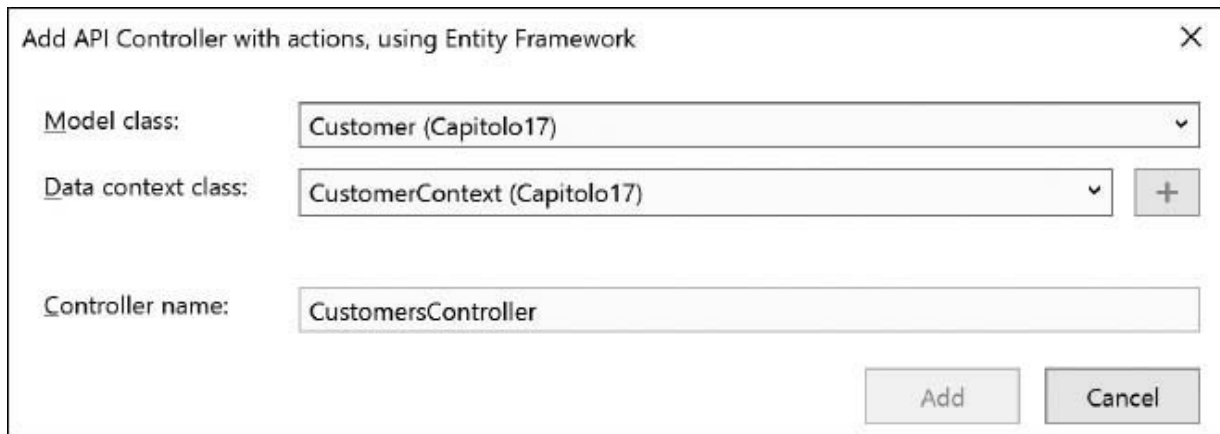 Add API Controller with actions, using Entity Framework
Model class: Customer (Capitolo17)
Data context class: CustomerContext (Capitolo17) +
Controller name: CustomersController
Add Cancel